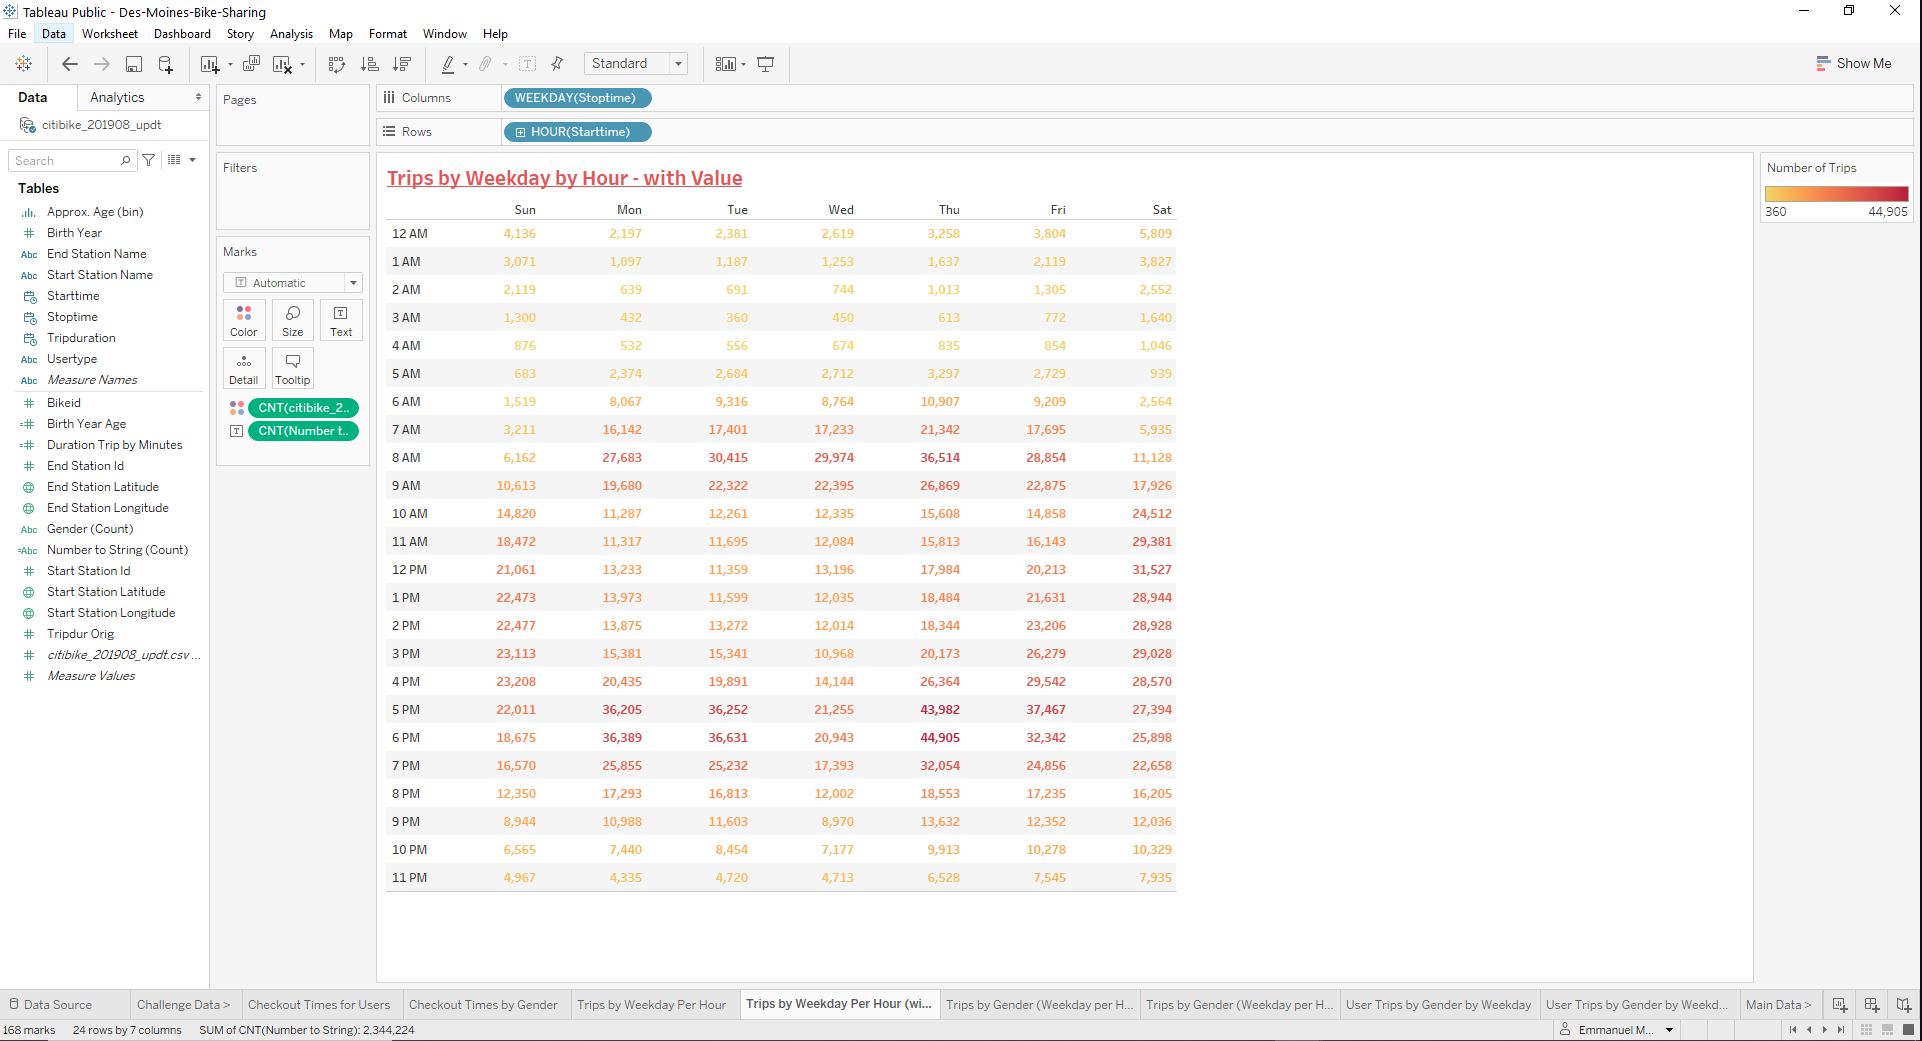 Tableau Public - Des-Moines-Bike-Sharing
File Data Worksheet Dashboard Story Analysis Map Format Window Help
Standard
Show Me
Data Analytics
citibike_201908_updt
Search
Tables
Approx. Age (bin)
Birth Year
Abc End Station Name
Abc Start Station Name
Starttime
Stoptime
Tripduration
Abc Usertype
Abc Measure Names
Bikeid
Birth Year Age
Duration Trip by Minutes
End Station Id
End Station Latitude
End Station Longitude
Abc Gender (Count)
=Abc Number to String (Count)
Start Station Id
Start Station Latitude
Start Station Longitude
Tripdur Orig
citibike_201908_updt.csv ...
Measure Values
Pages
Filters
Marks
T Automatic
Color Size Text
Detail Tooltip
CNT(citibike_2..
T CNT(Number t..
Columns WEEKDAY(Stoptime)
Rows HOUR(Starttime)
Trips by Weekday by Hour - with Value
Sun Mon Tue Wed Thu Fri Sat
12 AM 4,136 2,197 2,381 2,619 3,258 3,804 5,809
1 AM 3,071 1,097 1,187 1,253 1,637 2,119 3,827
2 AM 2,119 639 691 744 1,013 1,305 2,552
3 AM 1,300 432 360 450 613 772 1,640
4 AM 876 532 556 674 835 854 1,046
5 AM 683 2,374 2,684 2,712 3,297 2,729 939
6 AM 1,519 8,067 9,316 8,764 10,907 9,209 2,564
7 AM 3,211 16,142 17,401 17,233 21,342 17,695 5,935
8 AM 6,162 27,683 30,415 29,974 36,514 28,854 11,128
9 AM 10,613 19,680 22,322 22,395 26,869 22,875 17,926
10 AM 14,820 11,287 12,261 12,335 15,608 14,858 24,512
11 AM 18,472 11,317 11,695 12,084 15,813 16,143 29,381
12 PM 21,061 13,233 11,359 13,196 17,984 20,213 31,527
1 PM 22,473 13,973 11,599 12,035 18,484 21,631 28,944
2 PM 22,477 13,875 13,272 12,014 18,344 23,206 28,928
3 PM 23,113 15,381 15,341 10,968 20,173 26,279 29,028
4 PM 23,208 20,435 19,891 14,144 26,364 29,542 28,570
5 PM 22,011 36,205 36,252 21,255 43,982 37,467 27,394
6 PM 18,675 36,389 36,631 20,943 44,905 32,342 25,898
7 PM 16,570 25,855 25,232 17,393 32,054 24,856 22,658
8 PM 12,350 17,293 16,813 12,002 18,553 17,235 16,205
9 PM 8,944 10,988 11,603 8,970 13,632 12,352 12,036
10 PM 6,565 7,440 8,454 7,177 9,913 10,278 10,329
11 PM 4,967 4,335 4,720 4,713 6,528 7,545 7,935
Number of Trips
360 44,905
Data Source Challenge Data > Checkout Times for Users Checkout Times by Gender Trips by Weekday Per Hour Trips by Weekday Per Hour (wi... Trips by Gender (Weekday per H... Trips by Gender (Weekday per H... User Trips by Gender by Weekday User Trips by Gender by Weekd... Main Data >
168 marks 24 rows by 7 columns SUM of CNT(Number to String): 2,344,224 Emmanuel M...